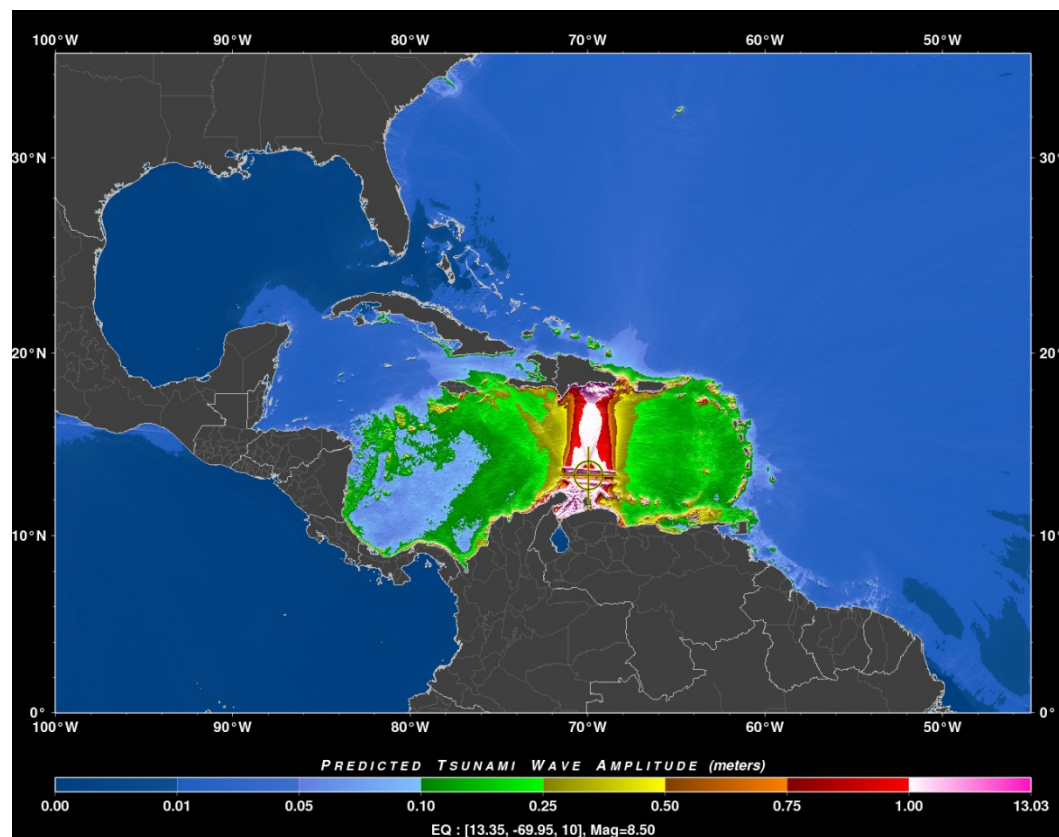 100°W 90°W 80°W 70°W 60°W 50°W
30°N 30°
20°N 20°
10°N 10°
0° 0°
100°W 90°W 80°W 70°W 60°W 50°W
PREDICTED TSUNAMI WAVE AMPLITUDE (meters)
0.00 0.01 0.05 0.10 0.25 0.50 0.75 1.00 13.03
EQ : [13.35, -69.95, 10], Mag=8.50